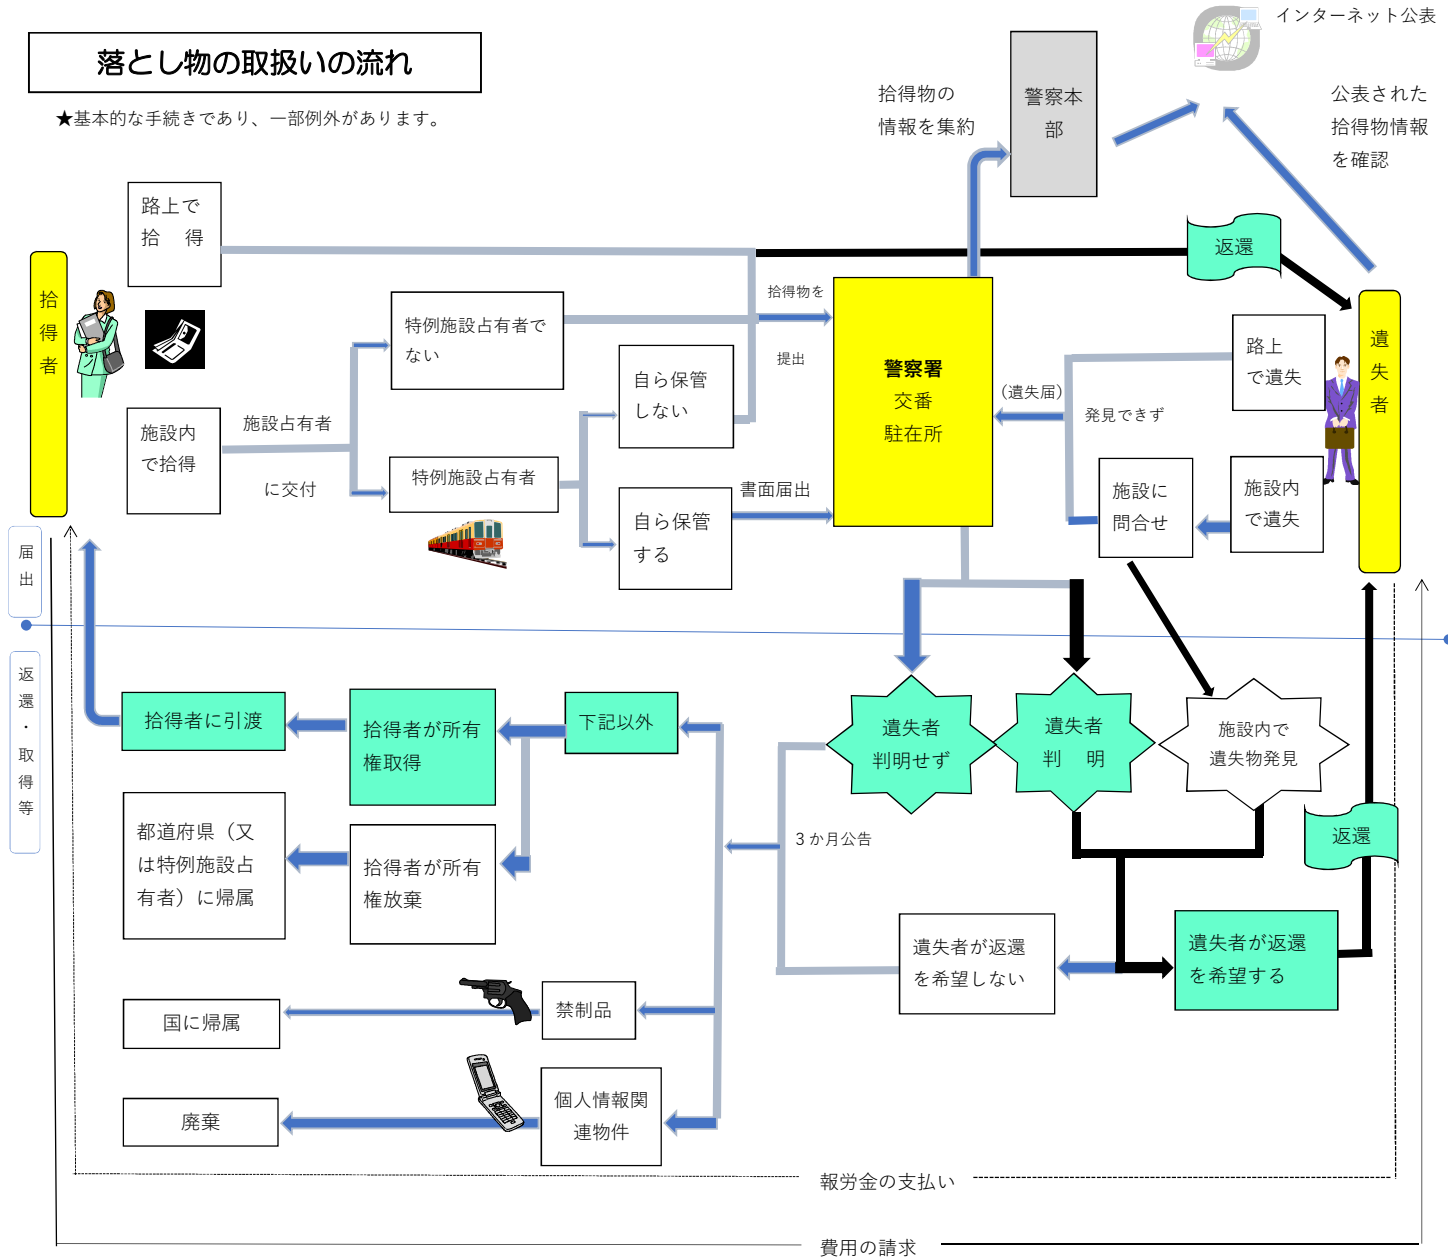 落とし物の取扱いの流れ
★基本的な手続きであり、一部例外があります。
インターネット公表
警察本
部
拾得物の
情報を集約
公表された
拾得物情報
を確認
拾得者
路上で
拾 得
施設内
で拾得
施設占有者
に交付
特例施設占有者で
ない
特例施設占有者
自ら保管
しない
自ら保管
する
拾得物を
提出
書面届出
警察署
交番
駐在所
返還
(遺失届)
発見できず
路上
で遺失
施設に
問合せ
施設内
で遺失
遺失者
届出
返還・取得等
拾得者に引渡
拾得者が所有
権取得
下記以外
遺失者
判明せず
遺失者
判 明
施設内で
遺失物発見
返還
都道府県（又
は特例施設占
有者）に帰属
拾得者が所有
権放棄
３か月公告
遺失者が返還
を希望しない
遺失者が返還
を希望する
国に帰属
禁制品
廃棄
個人情報関
連物件
報労金の支払い
費用の請求